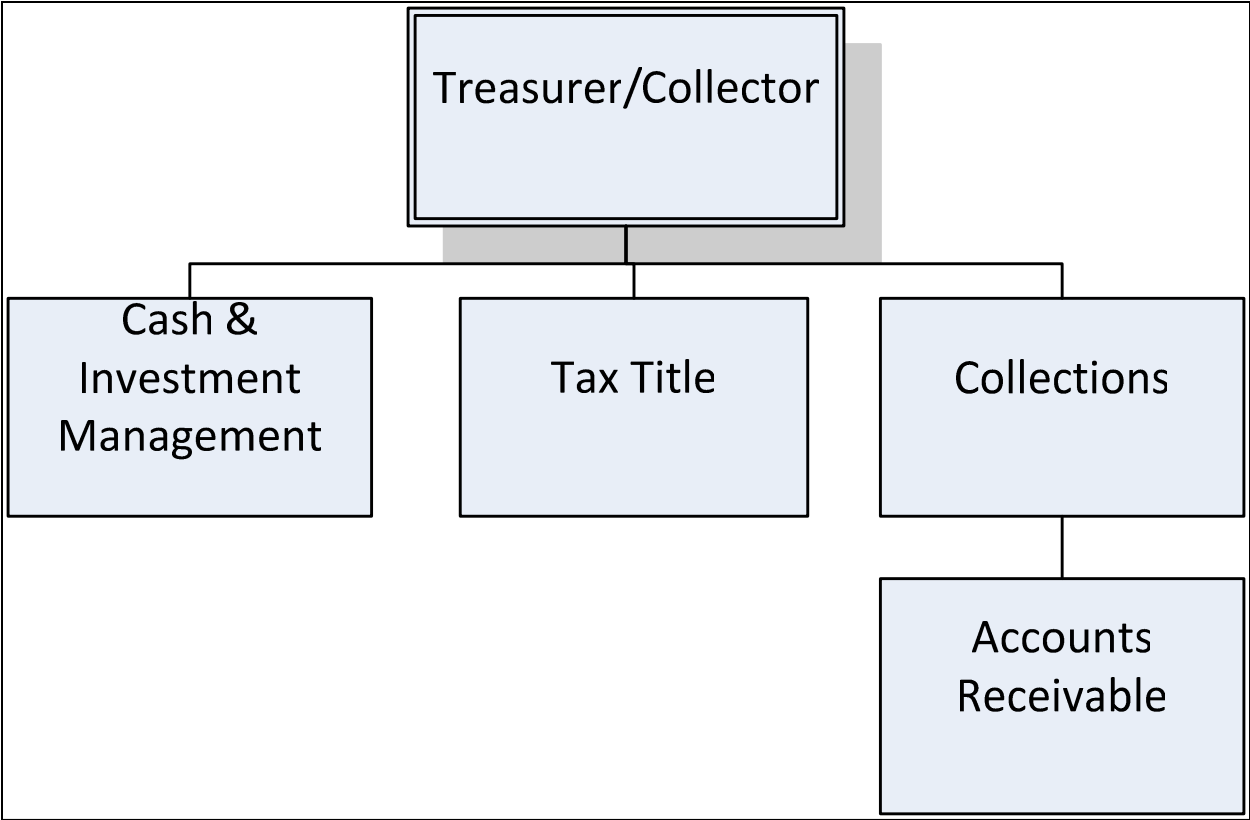 Treasurer/Collector
Cash &
Investment
Management
Tax Title
Collections
Accounts
Receivable